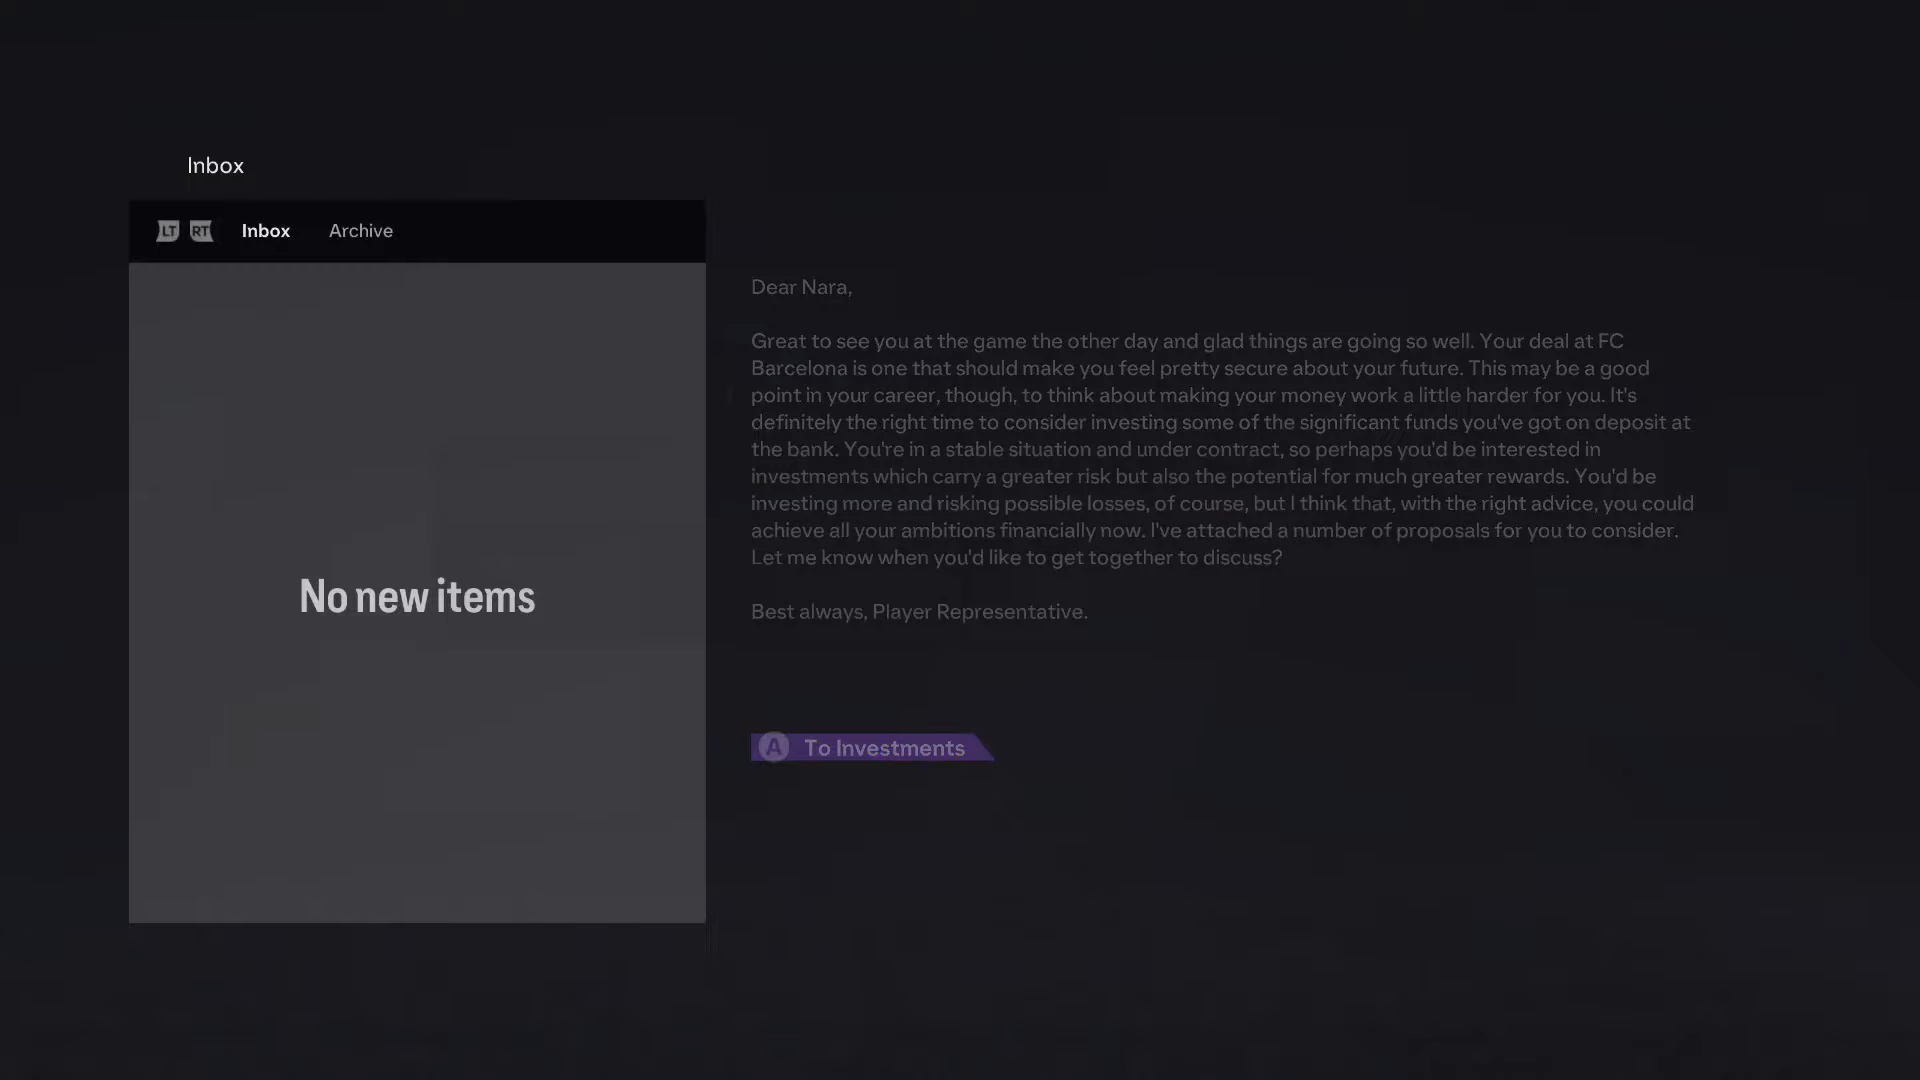 Inbox
LT RT Inbox Archive
No new items
Dear Nara,
Great to see you at the game the other day and glad things are going so well. Your deal at FC
Barcelona is one that should make you feel pretty secure about your future. This may be a good
point in your career, though, to think about making your money work a little harder for you. It's
definitely the right time to consider investing some of the significant funds you've got on deposit at
the bank. You're in a stable situation and under contract, so perhaps you'd be interested in
investments which carry a greater risk but also the potential for much greater rewards. You'd be
investing more and risking possible losses, of course, but I think that, with the right advice, you could
achieve all your ambitions financially now. I've attached a number of proposals for you to consider.
Let me know when you'd like to get together to discuss?
Best always, Player Representative.
A To Investments